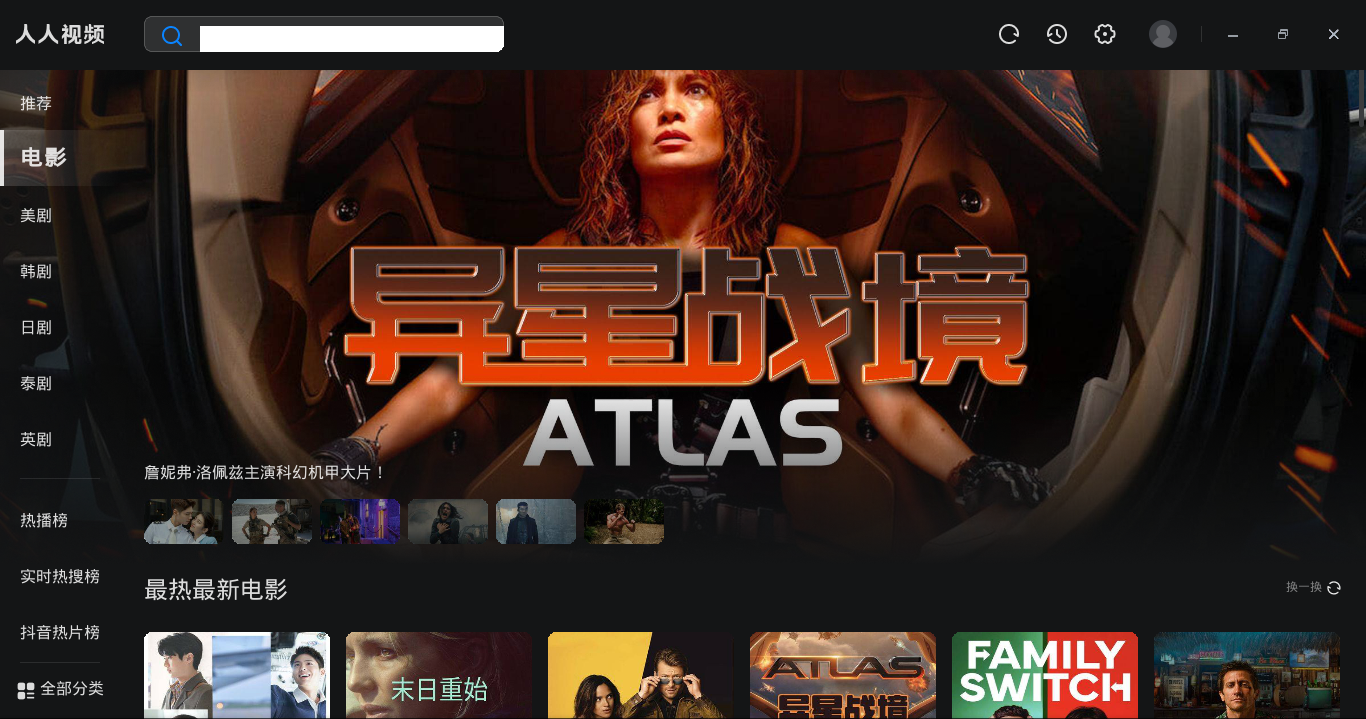 人人视频
推荐
电影
美剧
韩剧
日剧
泰剧
英剧
热播榜
实时热搜榜
抖音热片榜
全部分类
异星战境
ATLAS
詹妮弗·洛佩兹主演科幻机甲大片！
最热最新电影
换一换
末日重始
ATLAS
异星战境
FAMILY
SWITCH